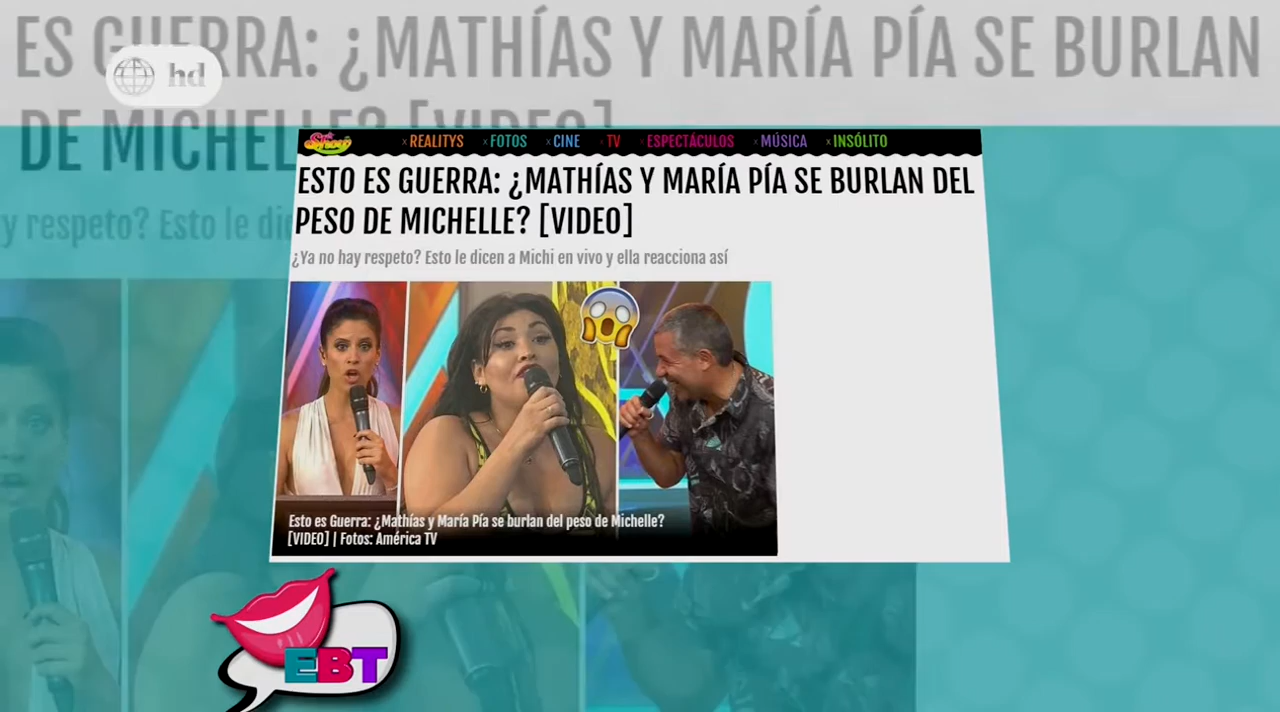 ES GUERRA: ¿MATHÍAS Y MARÍA PÍA SE BURLAN
DE MICHELLE? [VIDEO]
hd
y respeto? Esto le di
x REALITYS x FOTOS x CINE x TV x ESPECTÁCULOS x MÚSICA x INSÓLITO
ESTO ES GUERRA: ¿MATHÍAS Y MARÍA PÍA SE BURLAN DEL
PESO DE MICHELLE? [VIDEO]
¿Ya no hay respeto? Esto le dicen a Michi en vivo y ella reacciona así
Esto es Guerra: ¿Mathías y María Pía se burlan del peso de Michelle?
[VIDEO] | Fotos: América TV
EBT